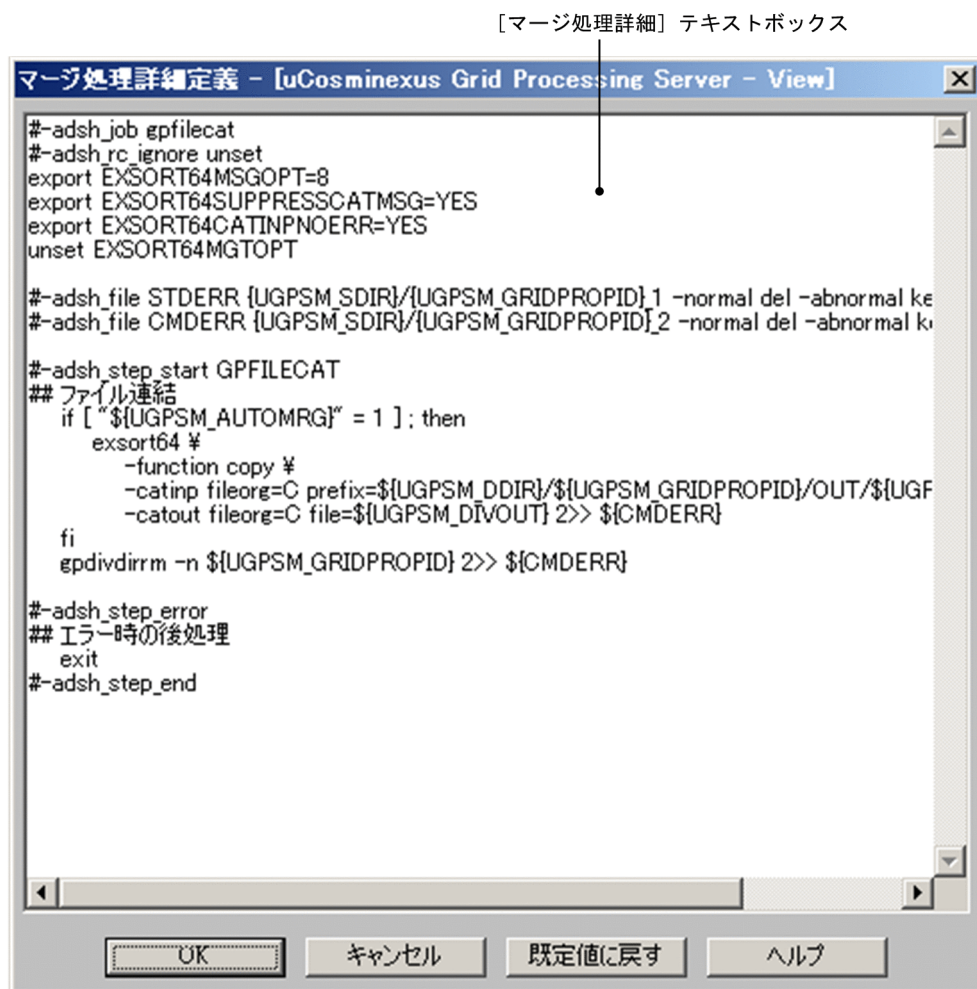 ［マージ処理詳細］テキストボックス
マージ処理詳細定義 - [uCosminexus Grid Processing Server - View]
#-adsh_job gpfilecat
#-adsh_rc_ignore unset
export EXSORT64MSGOPT=8
export EXSORT64SUPPRESSCATMSG=YES
export EXSORT64CATINPNOERR=YES
unset EXSORT64MGTOPT
#-adsh_file STDERR {UGPSM_SDIR}/{UGPSM_GRIDPROPID}_1 -normal del -abnormal ke
#-adsh_file CMDERR {UGPSM_SDIR}/{UGPSM_GRIDPROPID}_2 -normal del -abnormal k
#-adsh_step_start GPFILECAT
## ファイル連結
if [ "${UGPSM_AUTOMRG}" = 1 ] ; then
exsort64 ¥
-function copy ¥
-catinp fileorg=C prefix=${UGPSM_DDIR}/${UGPSM_GRIDPROPID}/OUT/${UGF
-catout fileorg=C file=${UGPSM_DIVOUT} 2>> ${CMDERR}
fi
gpdivdirrm -n ${UGPSM_GRIDPROPID} 2>> ${CMDERR}
#-adsh_step_error
## エラー時の後処理
exit
#-adsh_step_end
OK キャンセル 既定値に戻す ヘルプ